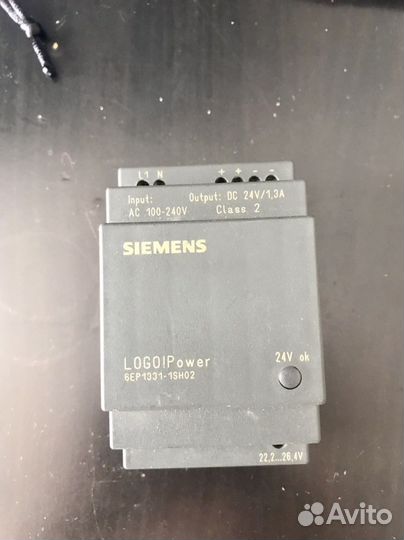 L1 N + + - -
Input: Output: DC 24V/1,3A
AC 100-240V Class 2
SIEMENS
LOGO!Power
6EP1331-1SH02
24V ok
22,2...26,4V
Avito